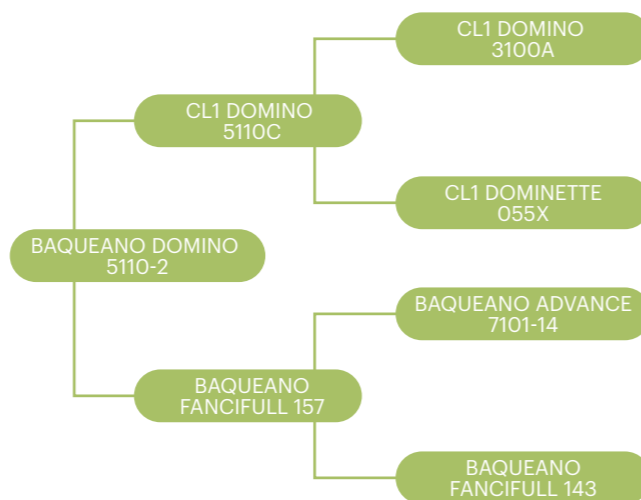 CL1 DOMINO
3100A
CL1 DOMINO
5110C
CL1 DOMINETTE
055X
BAQUEANO DOMINO
5110-2
BAQUEANO ADVANCE
7101-14
BAQUEANO
FANCIFULL 157
BAQUEANO
FANCIFULL 143